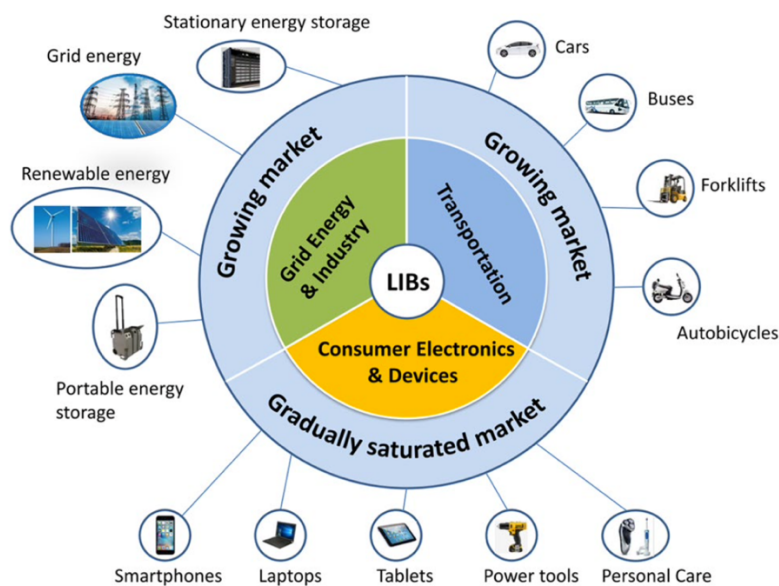 Stationary energy storage
Grid energy
Renewable energy
Portable energy
storage
Cars
Buses
Forklifts
Autobicycles
Growing market
Growing market
Gradually saturated market
Grid Energy
& Industry
Transportation
LIBs
Consumer Electronics
& Devices
Smartphones
Laptops
Tablets
Power tools
Personal Care